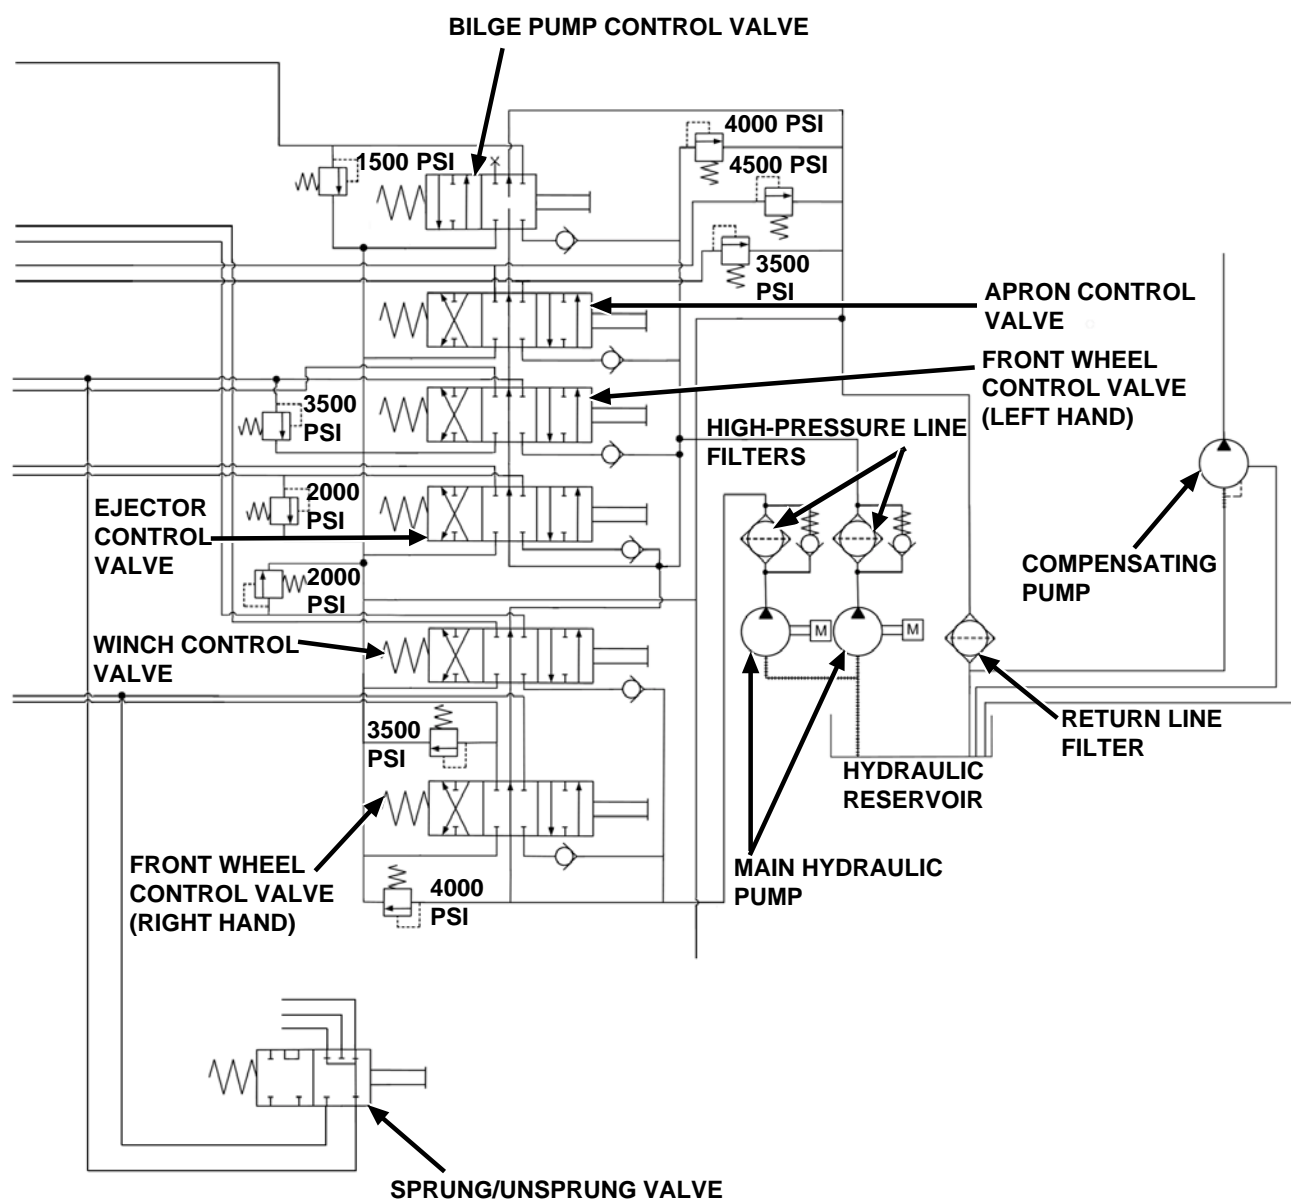 BILGE PUMP CONTROL VALVE
4000 PSI
1500 PSI
4500 PSI
3500
PSI
APRON CONTROL
VALVE
FRONT WHEEL
CONTROL VALVE
(LEFT HAND)
3500
PSI
HIGH-PRESSURE LINE
FILTERS
2000
PSI
EJECTOR
CONTROL
VALVE
COMPENSATING
PUMP
2000
PSI
M
M
WINCH CONTROL
VALVE
3500
PSI
RETURN LINE
FILTER
HYDRAULIC
RESERVOIR
FRONT WHEEL
CONTROL VALVE
(RIGHT HAND)
4000
PSI
MAIN HYDRAULIC
PUMP
SPRUNG/UNSPRUNG VALVE